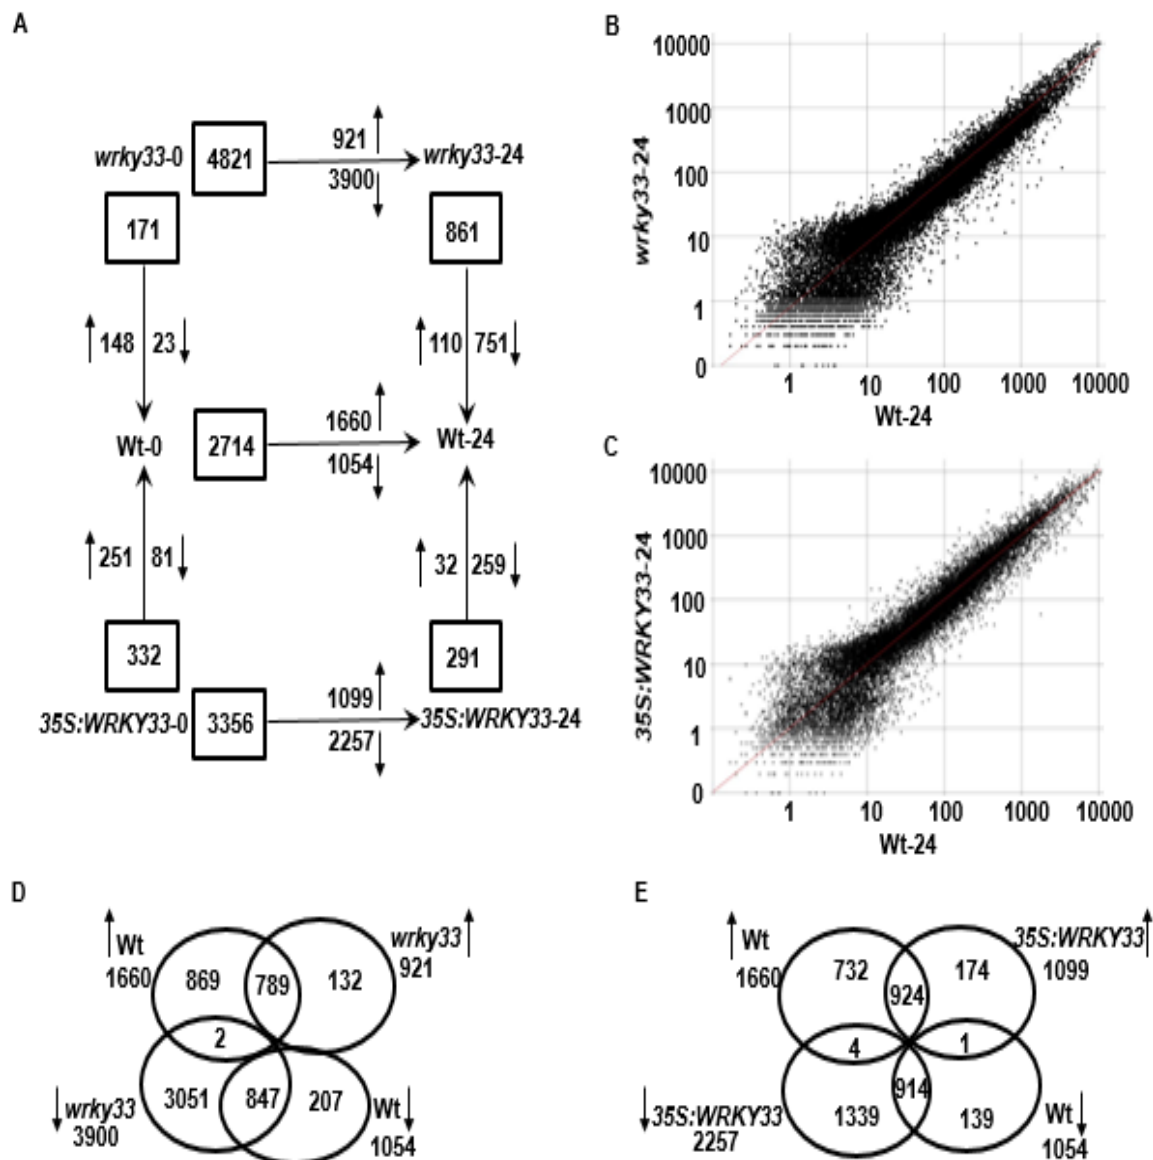 A
wrky33-0
4821
921
3900
wrky33-24
171
861
148
23
110
751
Wt-0
2714
1660
1054
Wt-24
251
81
32
259
332
291
35S:WRKY33-0
3356
1099
2257
35S:WRKY33-24
B
10000
1000
100
10
1
0
wrky33-24
1 10 100 1000 10000
Wt-24
C
10000
1000
100
10
1
0
35S:WRKY33-24
1 10 100 1000 10000
Wt-24
D
Wt
1660
wrky33
921
869
789
132
2
3051
847
207
wrky33
3900
Wt
1054
E
Wt
1660
35S:WRKY33
1099
732
924
174
4
1
914
1339
139
35S:WRKY33
2257
Wt
1054